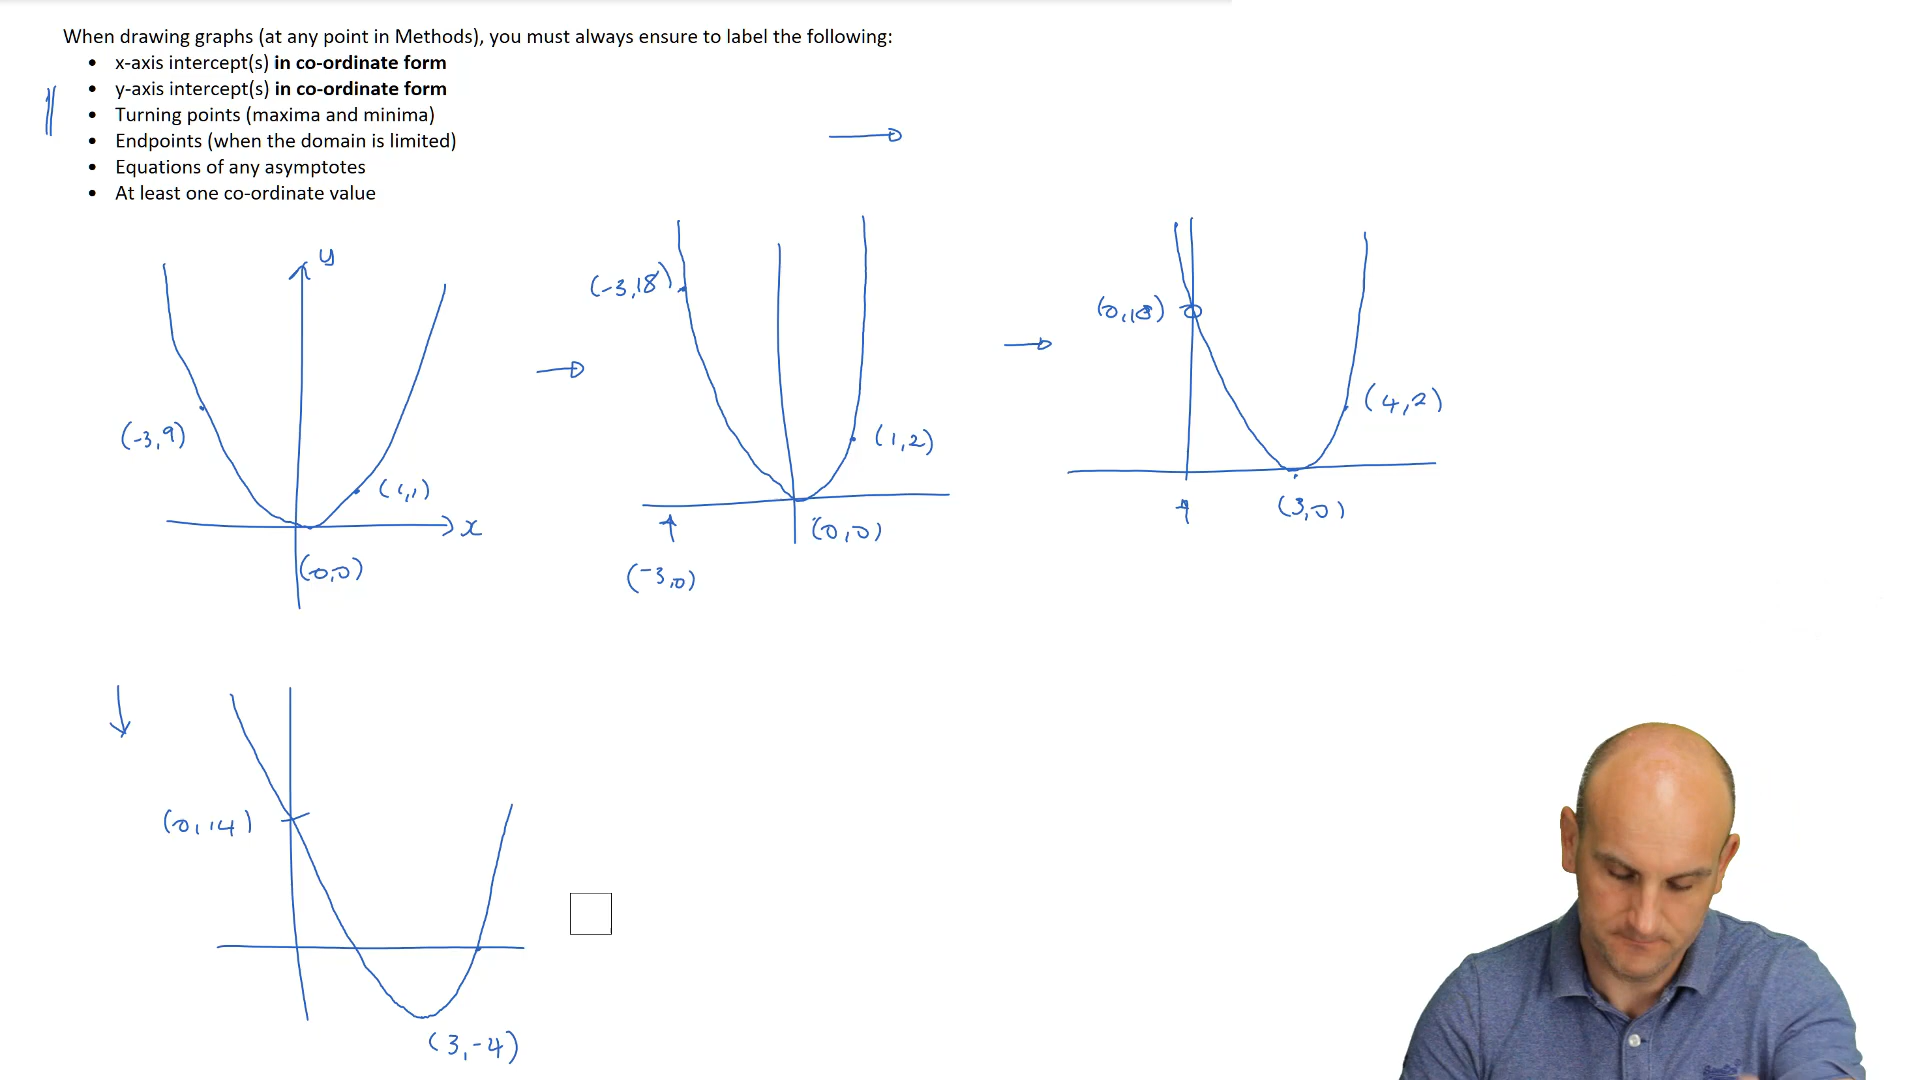 When drawing graphs (at any point in Methods), you must always ensure to label the following:
• x-axis intercept(s) in co-ordinate form
• y-axis intercept(s) in co-ordinate form
• Turning points (maxima and minima)
• Endpoints (when the domain is limited)
• Equations of any asymptotes
• At least one co-ordinate value
y
(-3,9)
(1,1)
x
(0,0)
(-3,18)
(1,2)
(0,0)
(-3,0)
(0,18)
(4,2)
(3,0)
(0,14)
(3,-4)